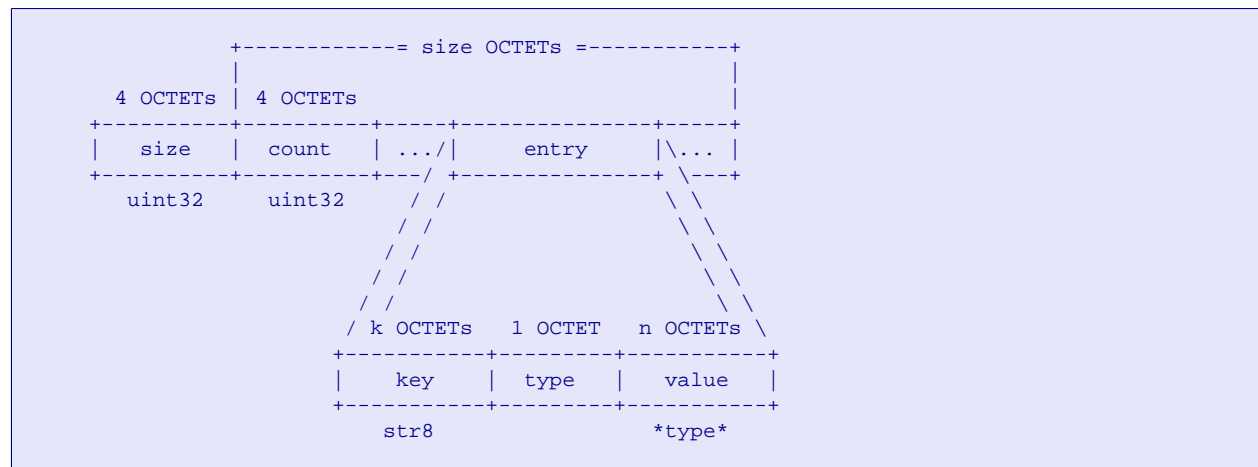 +------------= size OCTETs =-----------+
| |
4 OCTETs | 4 OCTETs |
+----------+----------+-----+----------------+-----+
| size | count | .../| entry |\... |
+----------+----------+---/ +----------------+ \---+
uint32 uint32 / / \ \
/ / \ \
/ / \ \
/ / \ \
/ / \ \
/ k OCTETs 1 OCTET n OCTETs \
+-----------+---------+-----------+
| key | type | value |
+-----------+---------+-----------+
str8 *type*